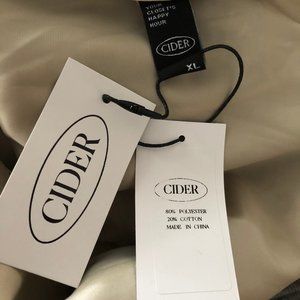 YOUR
CLOSET'S
HAPPY
HOUR
CIDER
XL
CIDER
CIDER
80% POLYESTER
20% COTTON
MADE IN CHINA